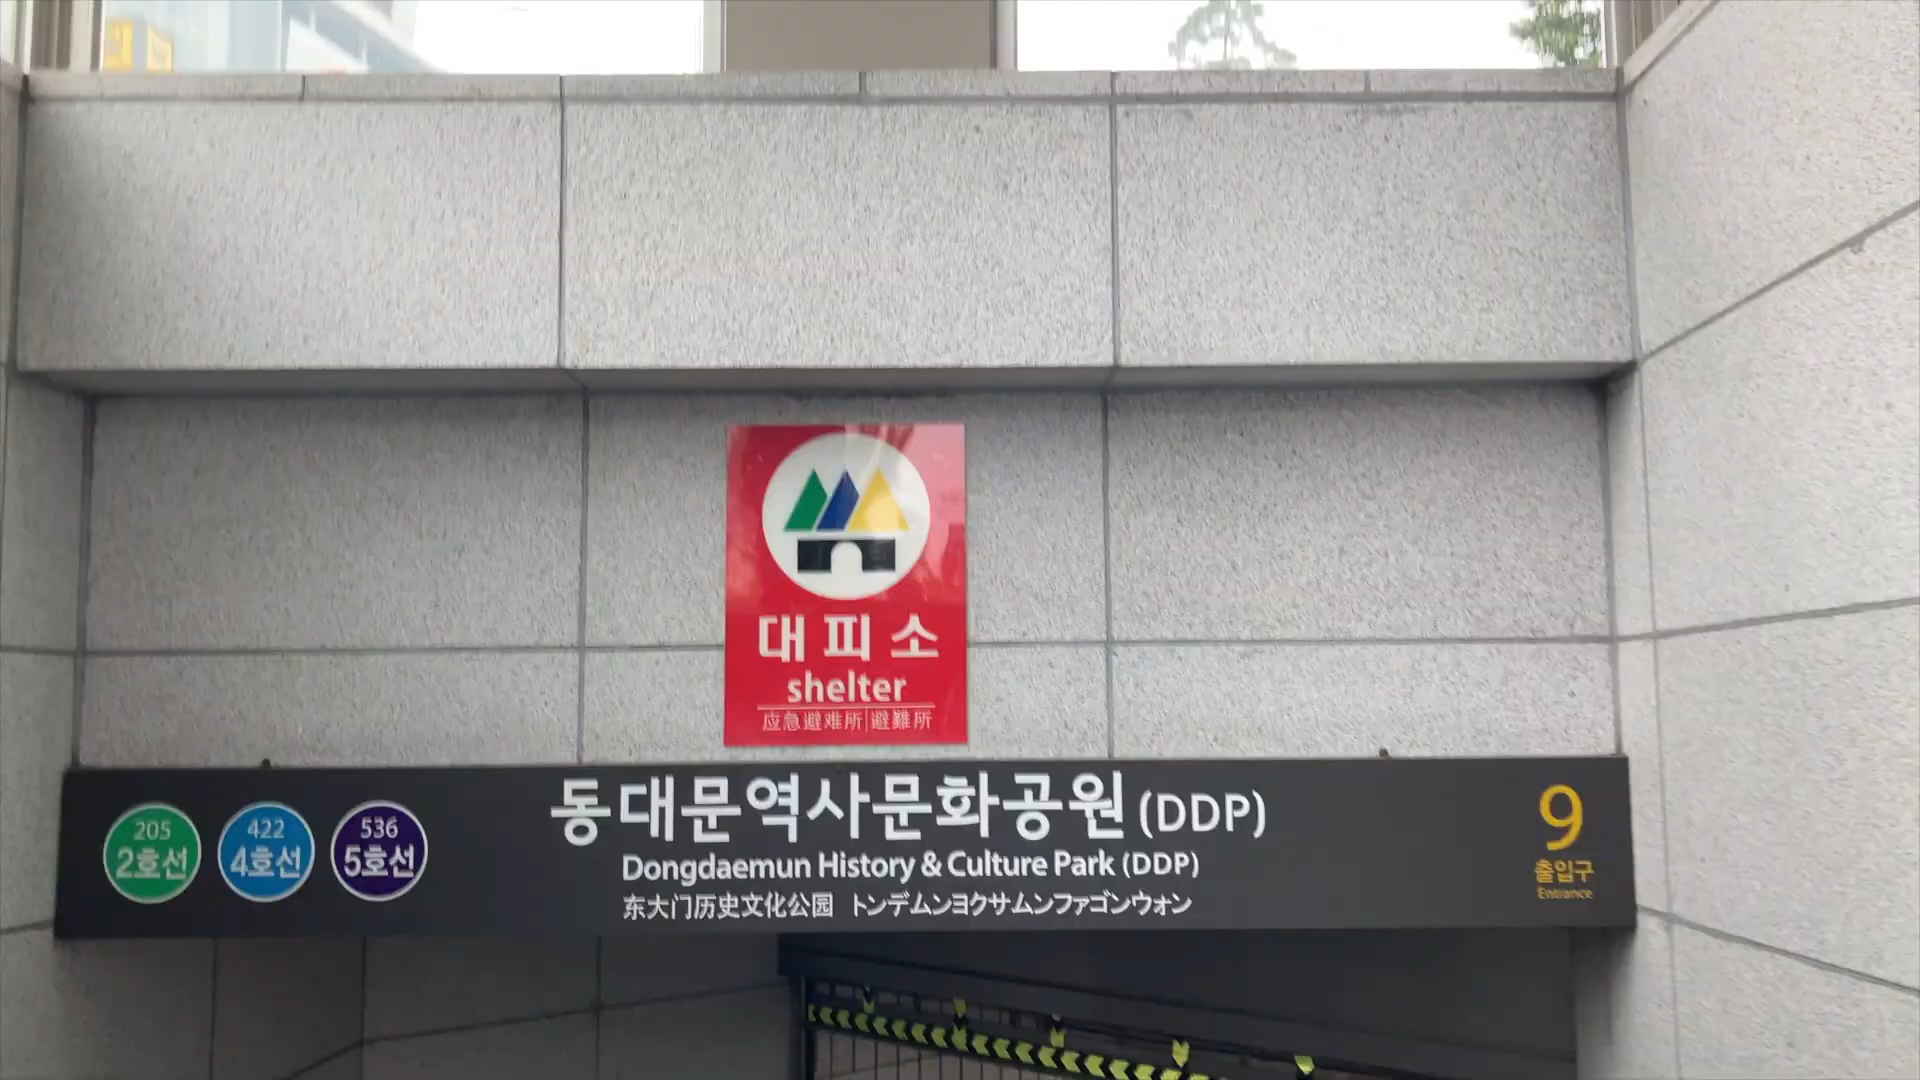 대피소
shelter
应急避难所|避難所
205
2호선
422
4호선
536
5호선
동대문역사문화공원(DDP)
Dongdaemun History & Culture Park (DDP)
东大门历史文化公园 トンデムンヨクサムンファゴンウォン
9
출입구
Entrance